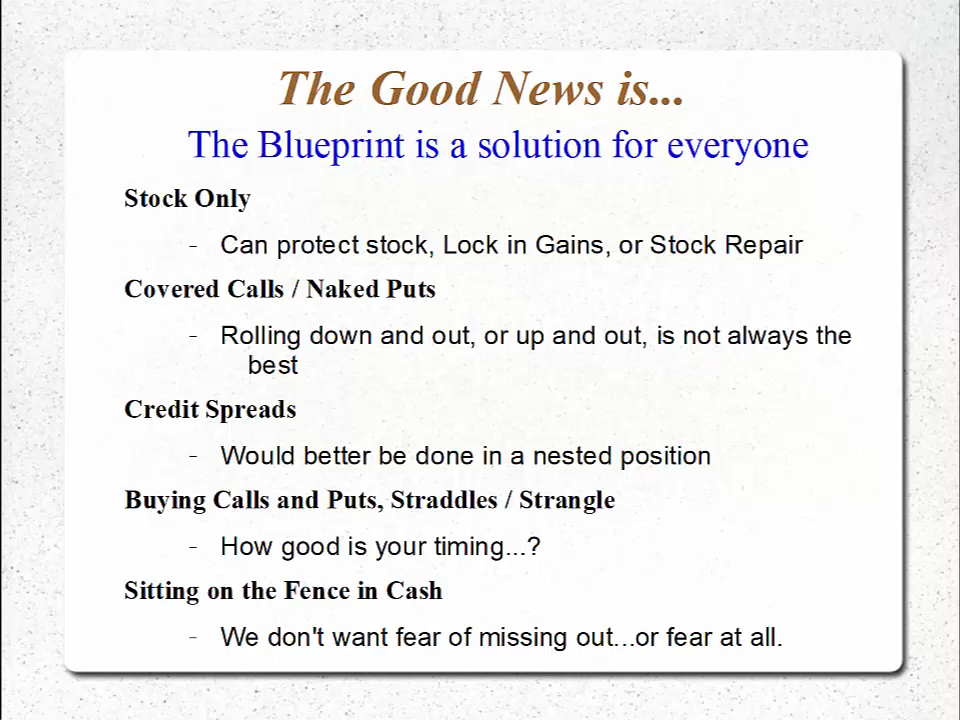 The Good News is...
The Blueprint is a solution for everyone
Stock Only
- Can protect stock, Lock in Gains, or Stock Repair
Covered Calls / Naked Puts
- Rolling down and out, or up and out, is not always the
best
Credit Spreads
- Would better be done in a nested position
Buying Calls and Puts, Straddles / Strangle
- How good is your timing...?
Sitting on the Fence in Cash
- We don't want fear of missing out...or fear at all.